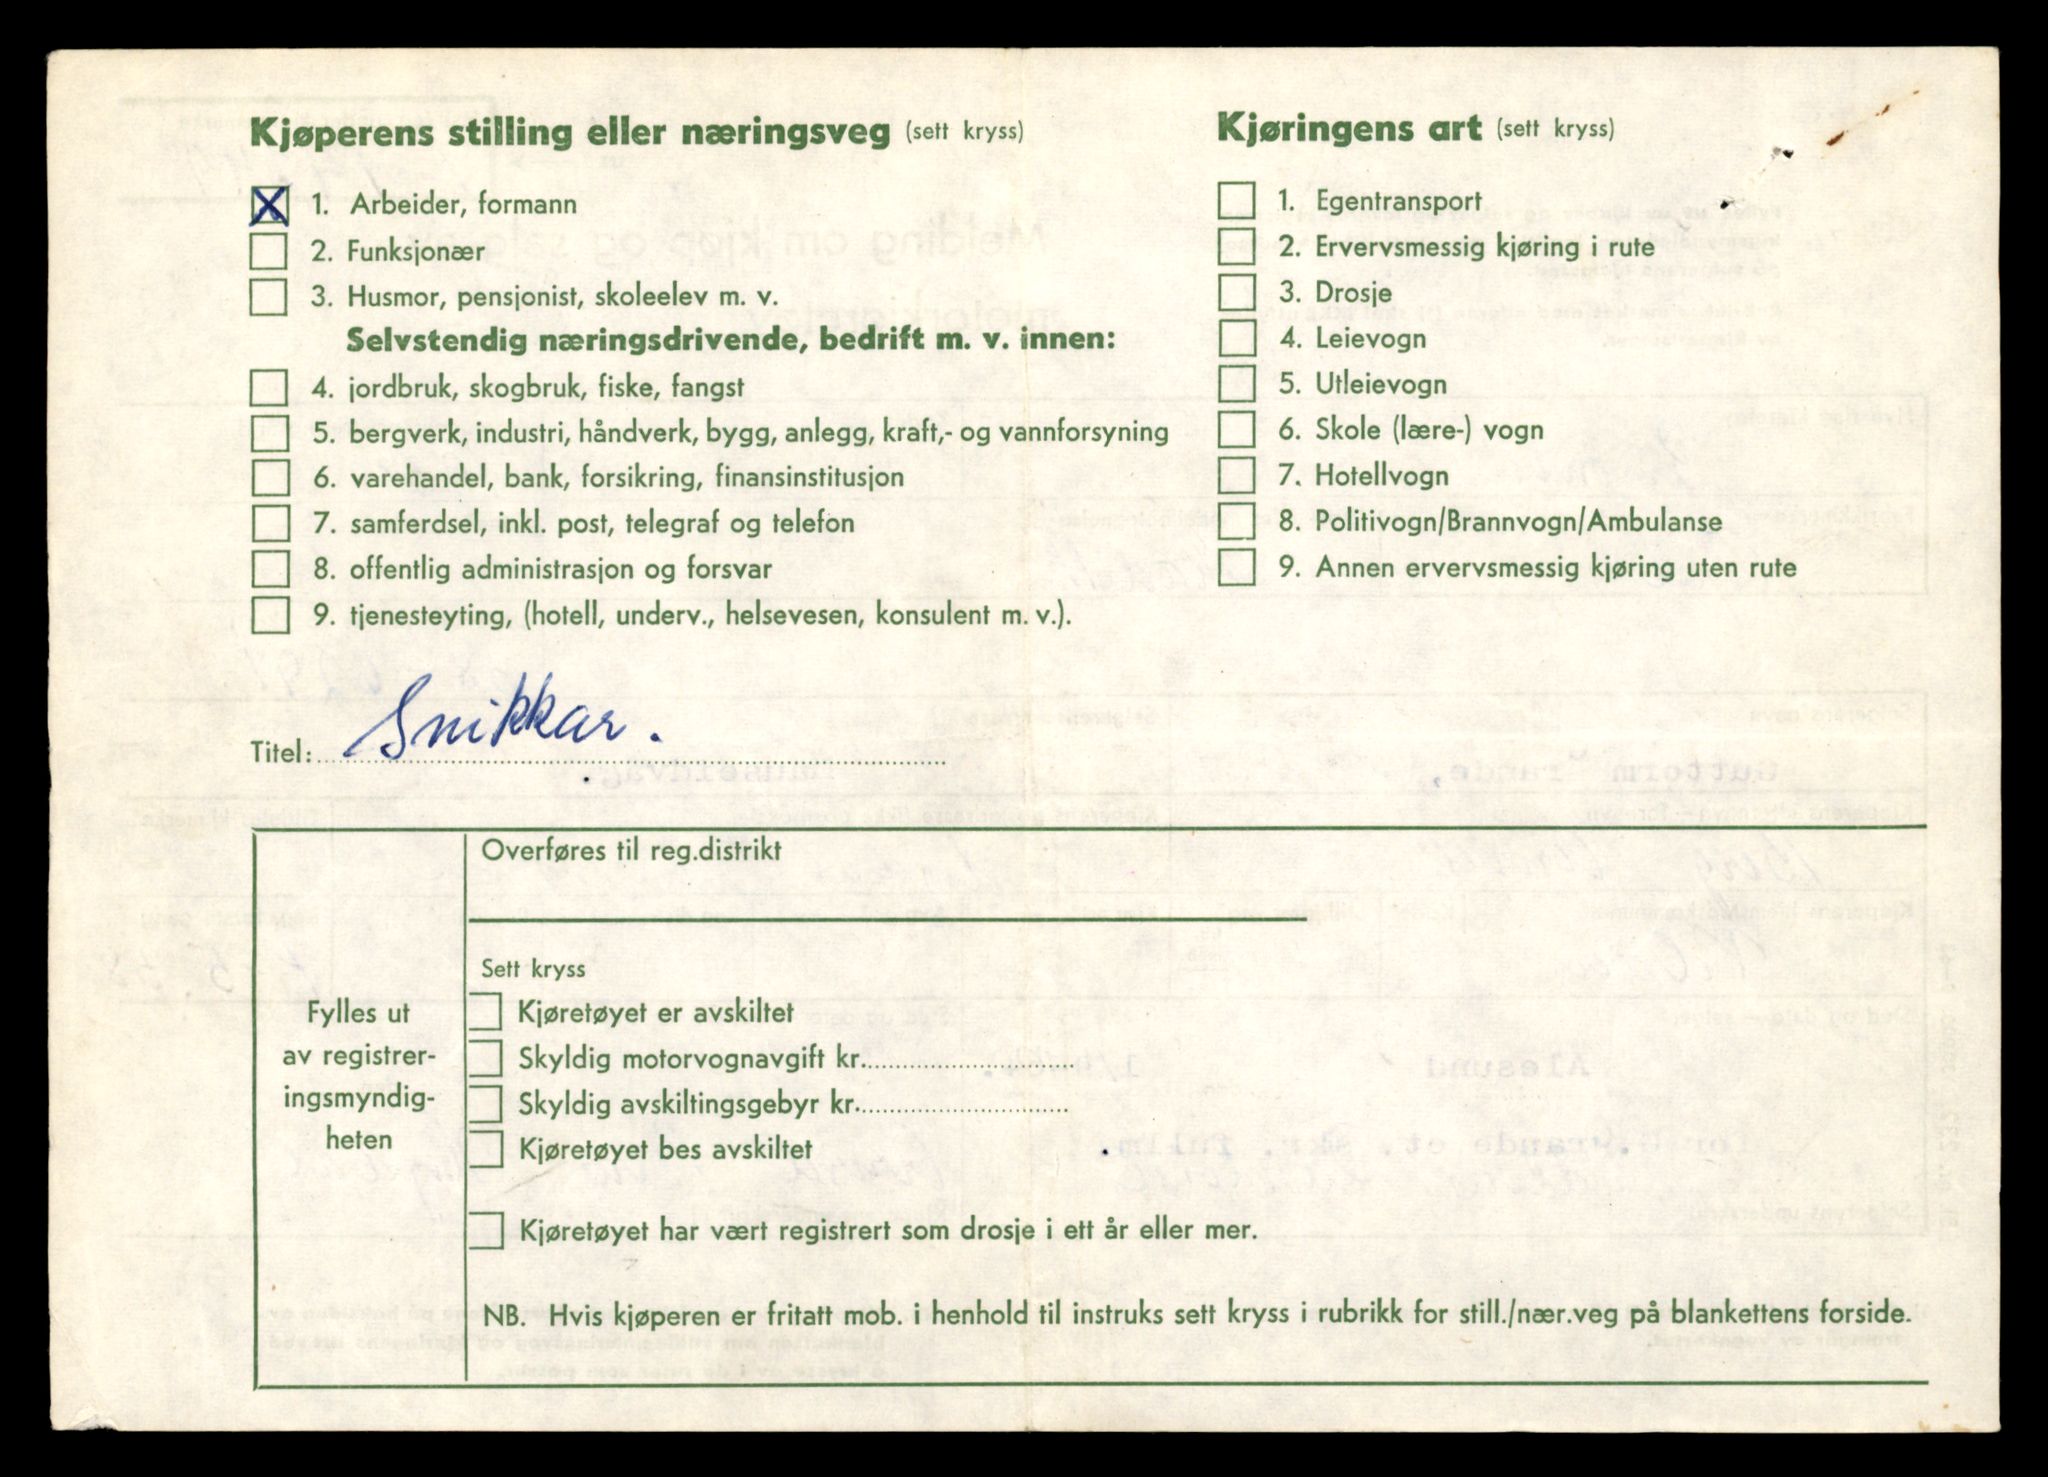 Kjøperens stilling eller næringsveg (sett kryss)
1. Arbeider, formann
2. Funksjonær
3. Husmor, pensjonist, skoleelev m. v.
Selvstendig næringsdrivende, bedrift m. v. innen:
4. jordbruk, skogbruk, fiske, fangst
5. bergverk, industri, håndverk, bygg, anlegg, kraft,- og vannforsyning
6. varehandel, bank, forsikring, finansinstitusjon
7. samferdsel, inkl. post, telegraf og telefon
8. offentlig administrasjon og forsvar
9. tjenesteyting, (hotell, underv., helsevesen, konsulent m. v.).
Titel: Snikkar.
Kjøringens art (sett kryss)
1. Egentransport
2. Ervervsmessig kjøring i rute
3. Drosje
4. Leievogn
5. Utleievogn
6. Skole (lære-) vogn
7. Hotellvogn
8. Politivogn/Brannvogn/Ambulanse
9. Annen ervervsmessig kjøring uten rute
Fylles ut
av registrer-
ingsmyndig-
heten
Overføres til reg.distrikt
Sett kryss
Kjøretøyet er avskiltet
Skyldig motorvognavgift kr.
Skyldig avskiltingsgebyr kr.
Kjøretøyet bes avskiltet
Kjøretøyet har vært registrert som drosje i ett år eller mer.
NB. Hvis kjøperen er fritatt mob. i henhold til instruks sett kryss i rubrikk for still./nær.veg på blankettens forside.